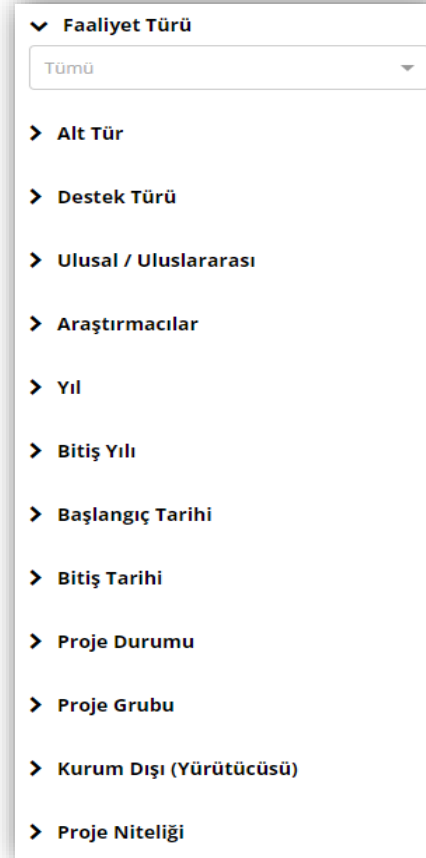 Faaliyet Türü
Tümü
Alt Tür
Destek Türü
Ulusal / Uluslararası
Araştırmacılar
Yıl
Bitiş Yılı
Başlangıç Tarihi
Bitiş Tarihi
Proje Durumu
Proje Grubu
Kurum Dışı (Yürütücüsü)
Proje Niteliği